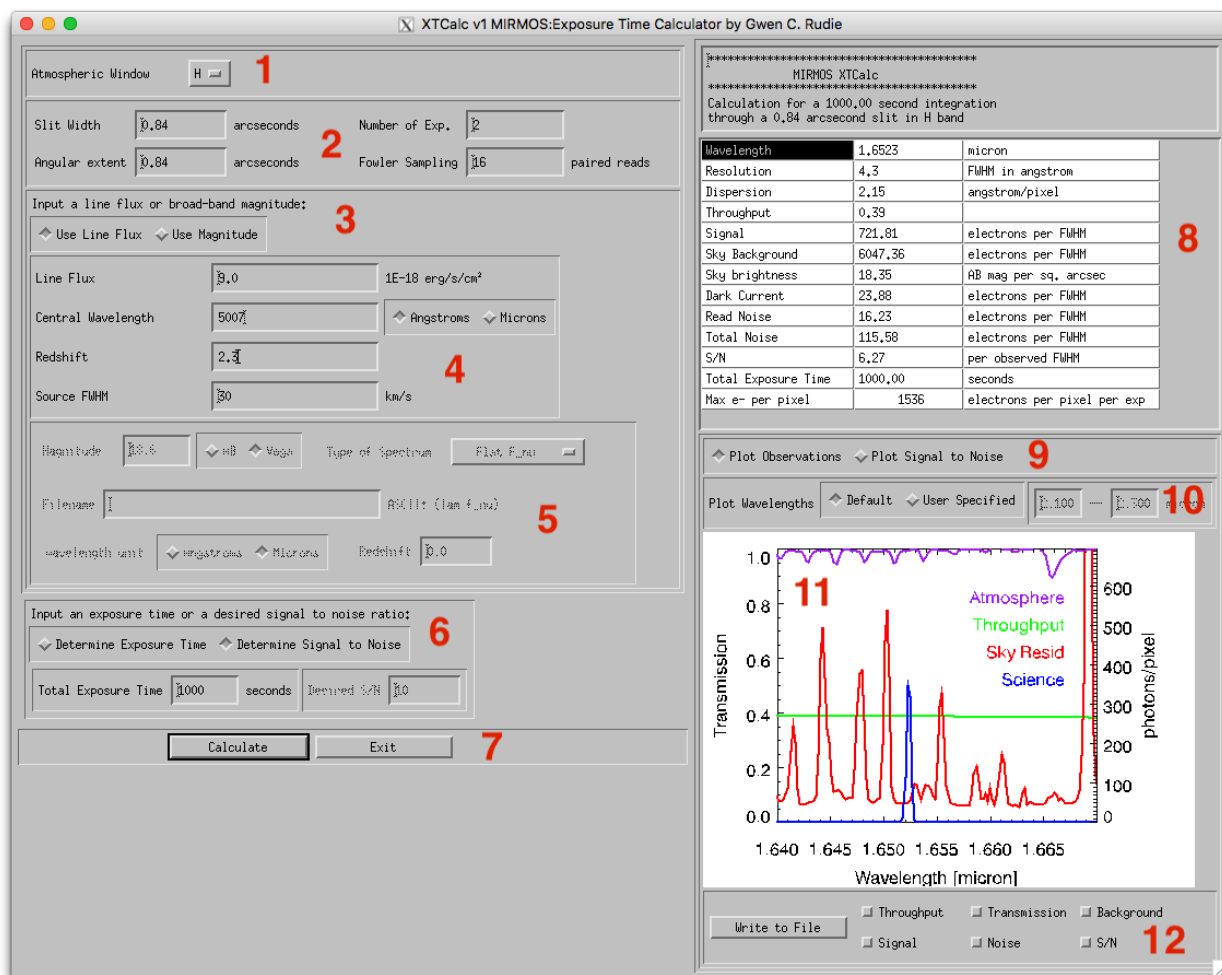 XTCalc v1 MIRMOS:Exposure Time Calculator by Gwen C. Rudie
Atmospheric Window H 1
Slit Width 0.84 arcseconds Number of Exp. 2
Angular extent 0.84 arcseconds Fowler Sampling 16 paired reads
2
Input a line flux or broad-band magnitude:
3
Use Line Flux Use Magnitude
Line Flux 9.0 1E-18 erg/s/cm²
Central Wavelength 5007 Angstroms Microns
Redshift 2.3
4
Source FWHM 30 km/s
Magnitude 18.6 AB Vega Type of Spectrum Flat F_nu
Filename ASCII: (lam f_nu)
5
wavelength unit Angstroms Microns Redshift 0.0
Input an exposure time or a desired signal to noise ratio:
6
Determine Exposure Time Determine Signal to Noise
Total Exposure Time 1000 seconds Desired S/N 10
Calculate Exit 7
*****************************************
MIRMOS XTCalc
*****************************************
Calculation for a 1000.00 second integration
through a 0.84 arcsecond slit in H band
Wavelength 1.6523 micron
Resolution 4.3 FWHM in angstrom
Dispersion 2.15 angstrom/pixel
Throughput 0.39
Signal 721.81 electrons per FWHM
8
Sky Background 6047.36 electrons per FWHM
Sky brightness 18.35 AB mag per sq. arcsec
Dark Current 23.88 electrons per FWHM
Read Noise 16.23 electrons per FWHM
Total Noise 115.58 electrons per FWHM
S/N 6.27 per observed FWHM
Total Exposure Time 1000.00 seconds
Max e- per pixel 1536 electrons per pixel per exp
Plot Observations Plot Signal to Noise 9
Plot Wavelengths Default User Specified 10
11
Atmosphere
Throughput
Sky Resid
Science
Transmission
1.0
0.8
0.6
0.4
0.2
0.0
600
500
400
300
200
100
0
photons/pixel
1.640 1.645 1.650 1.655 1.660 1.665
Wavelength [micron]
Write to File
Throughput Transmission Background
Signal Noise S/N
12